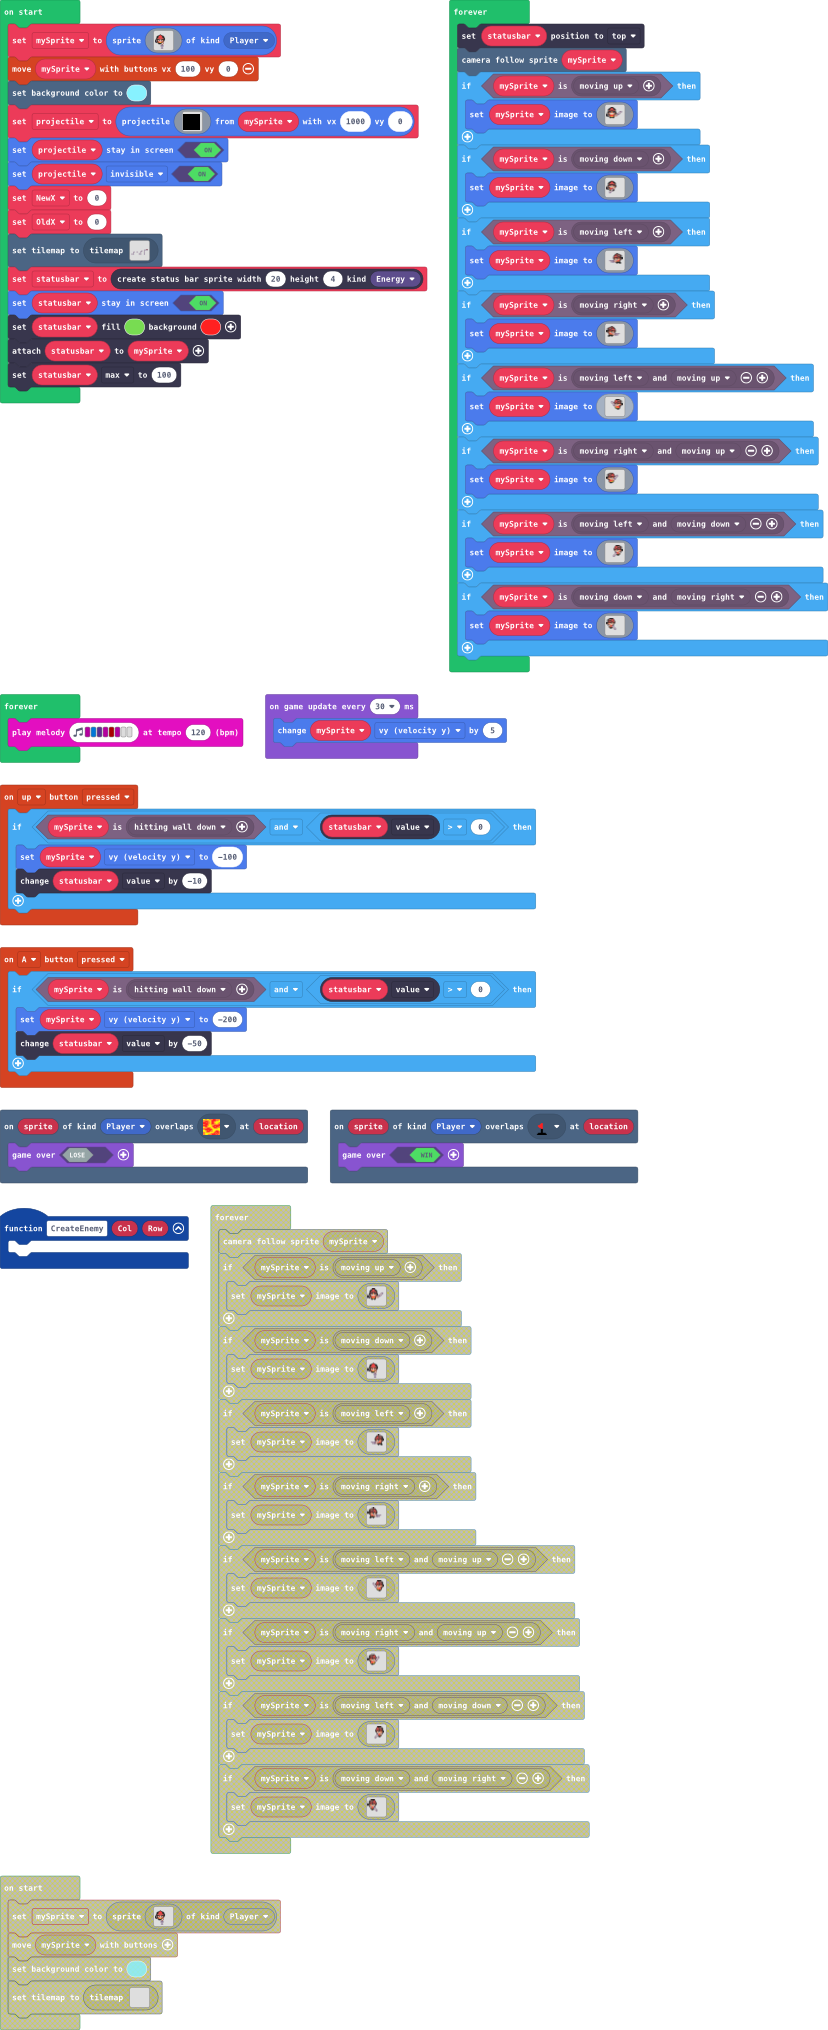 on start
set mySprite to sprite of kind Player
move mySprite with buttons vx 100 vy 0
set background color to
set projectile to projectile from mySprite with vx 1000 vy 0
set projectile stay in screen ON
set projectile invisible ON
set NewX to 0
set OldX to 0
set tilemap to tilemap
set statusbar to create status bar sprite width 20 height 4 kind Energy
set statusbar stay in screen ON
set statusbar fill background
attach statusbar to mySprite
set statusbar max to 100
forever
set statusbar position to top
camera follow sprite mySprite
if mySprite is moving up then
set mySprite image to
if mySprite is moving down then
set mySprite image to
if mySprite is moving left then
set mySprite image to
if mySprite is moving right then
set mySprite image to
if mySprite is moving left and moving up then
set mySprite image to
if mySprite is moving right and moving up then
set mySprite image to
if mySprite is moving left and moving down then
set mySprite image to
if mySprite is moving down and moving right then
set mySprite image to
forever
play melody at tempo 120 (bpm)
on game update every 30 ms
change mySprite vy (velocity y) by 5
on up button pressed
if mySprite is hitting wall down and statusbar value > 0 then
set mySprite vy (velocity y) to -100
change statusbar value by -10
on A button pressed
if mySprite is hitting wall down and statusbar value > 0 then
set mySprite vy (velocity y) to -200
change statusbar value by -50
on sprite of kind Player overlaps at location
game over LOSE
on sprite of kind Player overlaps at location
game over WIN
function CreateEnemy Col Row
forever
camera follow sprite mySprite
if mySprite is moving up then
set mySprite image to
if mySprite is moving down then
set mySprite image to
if mySprite is moving left then
set mySprite image to
if mySprite is moving right then
set mySprite image to
if mySprite is moving left and moving up then
set mySprite image to
if mySprite is moving right and moving up then
set mySprite image to
if mySprite is moving left and moving down then
set mySprite image to
if mySprite is moving down and moving right then
set mySprite image to
on start
set mySprite to sprite of kind Player
move mySprite with buttons
set background color to
set tilemap to tilemap